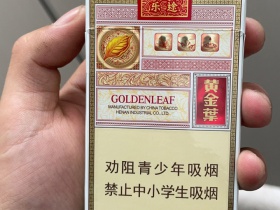 乐途
GOLDENLEAF
MANUFACTURED BY CHINA TOBACCO
HENAN INDUSTRIAL CO., LTD.
黄金葉
劝阻青少年吸烟
禁止中小学生吸烟